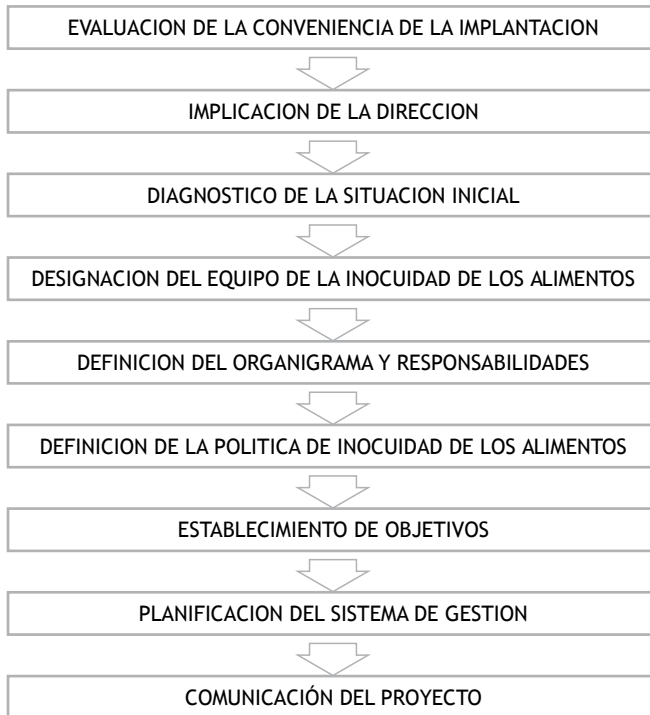 EVALUACION DE LA CONVENIENCIA DE LA IMPLANTACION
IMPLICACION DE LA DIRECCION
DIAGNOSTICO DE LA SITUACION INICIAL
DESIGNACION DEL EQUIPO DE LA INOCUIDAD DE LOS ALIMENTOS
DEFINICION DEL ORGANIGRAMA Y RESPONSABILIDADES
DEFINICION DE LA POLITICA DE INOCUIDAD DE LOS ALIMENTOS
ESTABLECIMIENTO DE OBJETIVOS
PLANIFICACION DEL SISTEMA DE GESTION
COMUNICACIÓN DEL PROYECTO